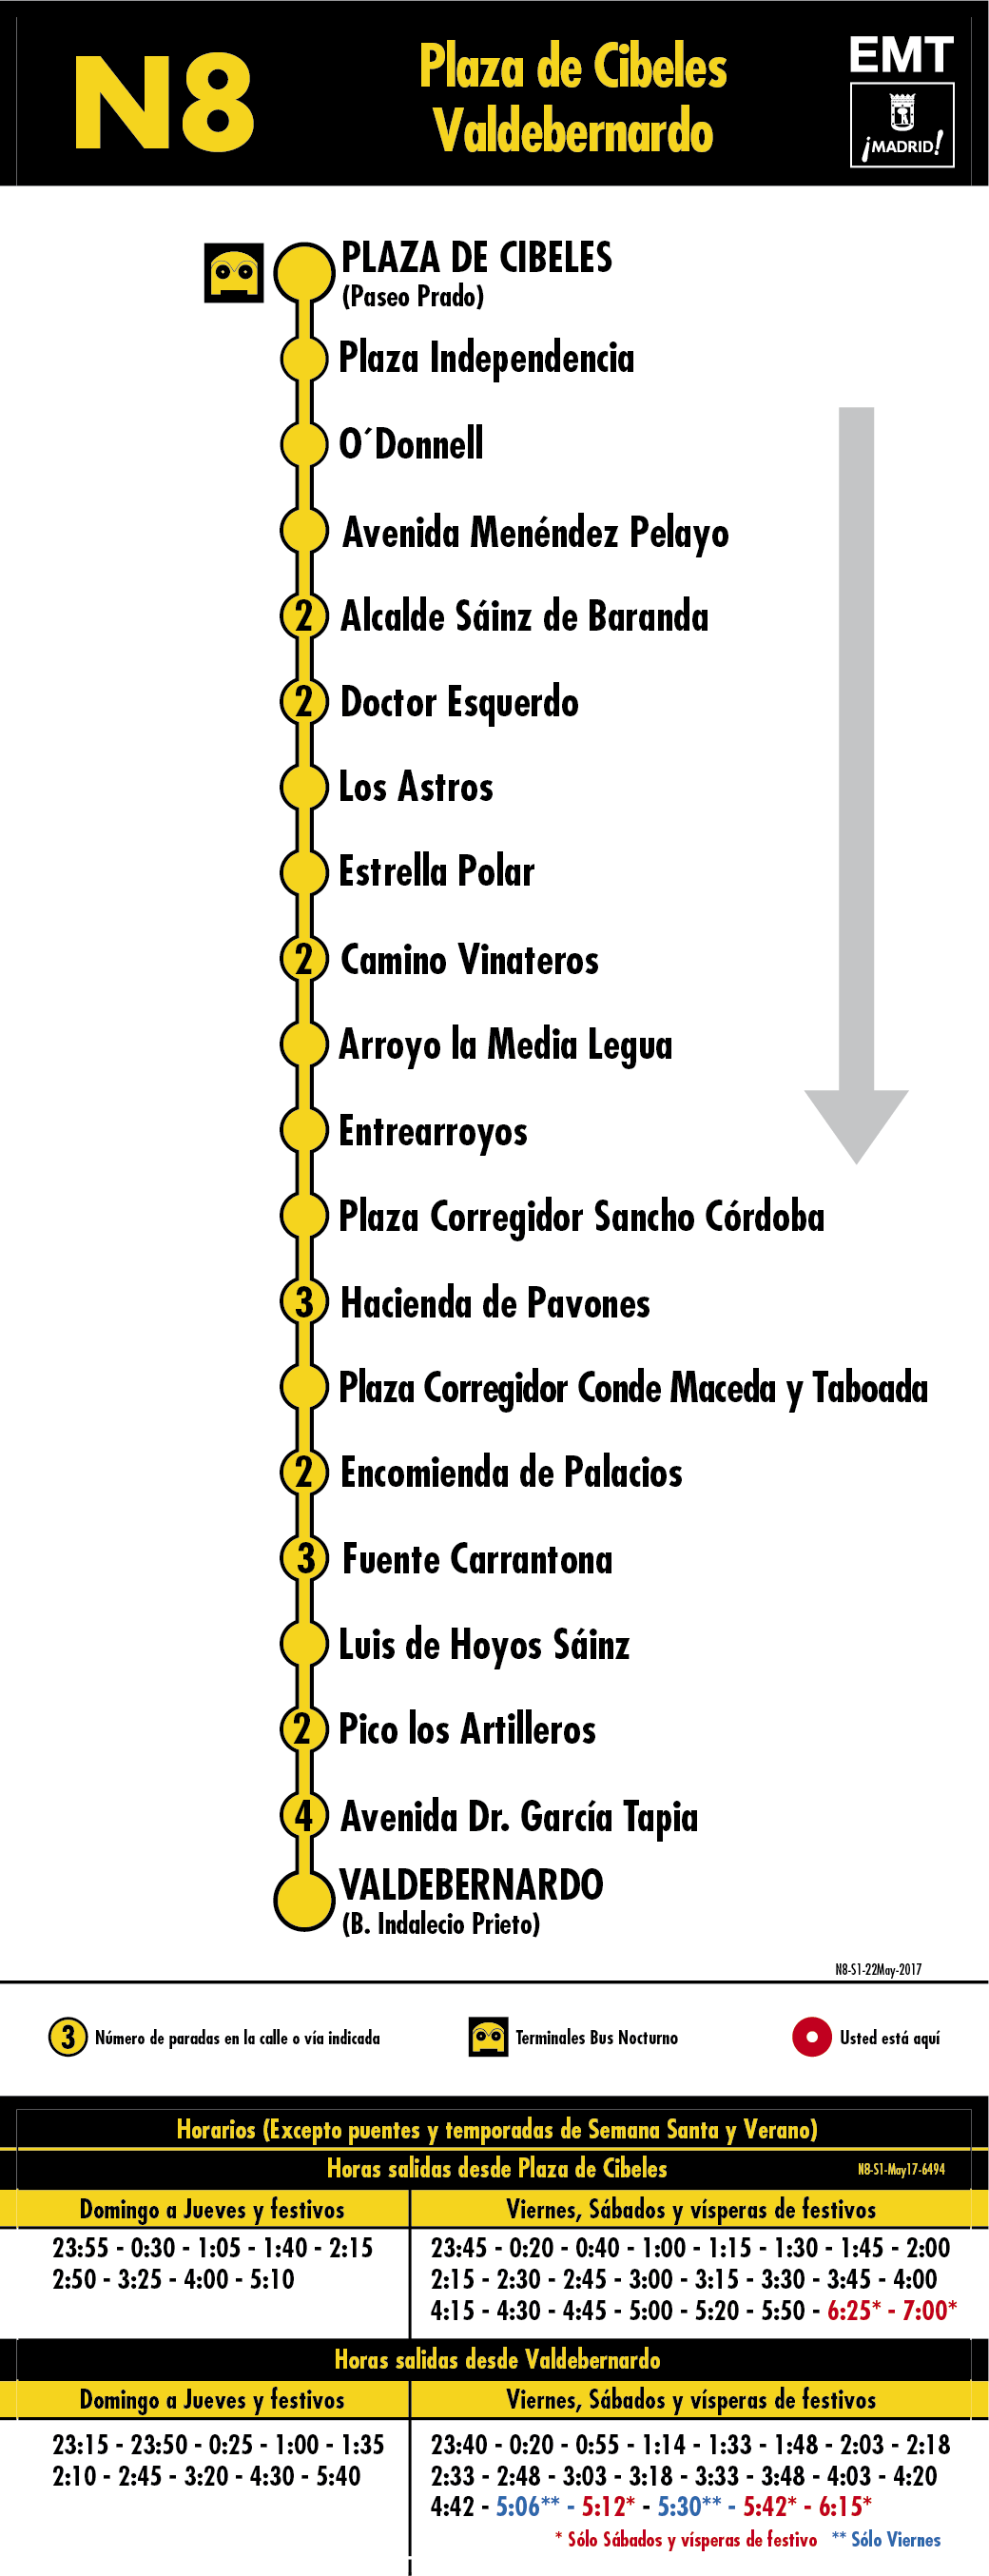 N8
Plaza de Cibeles
Valdebernardo
EMT
¡MADRID!
PLAZA DE CIBELES
(Paseo Prado)
Plaza Independencia
O´Donnell
Avenida Menéndez Pelayo
2 Alcalde Sáinz de Baranda
2 Doctor Esquerdo
Los Astros
Estrella Polar
2 Camino Vinateros
Arroyo la Media Legua
Entrearroyos
Plaza Corregidor Sancho Córdoba
3 Hacienda de Pavones
Plaza Corregidor Conde Maceda y Taboada
2 Encomienda de Palacios
3 Fuente Carrantona
Luis de Hoyos Sáinz
2 Pico los Artilleros
4 Avenida Dr. García Tapia
VALDEBERNARDO
(B. Indalecio Prieto)
N8-S1-22May-2017
3 Número de paradas en la calle o vía indicada
Terminales Bus Nocturno
Usted está aquí
Horarios (Excepto puentes y temporadas de Semana Santa y Verano)
Horas salidas desde Plaza de Cibeles
N8-S1-May17-6494
Domingo a Jueves y festivos
23:55 - 0:30 - 1:05 - 1:40 - 2:15
2:50 - 3:25 - 4:00 - 5:10
Viernes, Sábados y vísperas de festivos
23:45 - 0:20 - 0:40 - 1:00 - 1:15 - 1:30 - 1:45 - 2:00
2:15 - 2:30 - 2:45 - 3:00 - 3:15 - 3:30 - 3:45 - 4:00
4:15 - 4:30 - 4:45 - 5:00 - 5:20 - 5:50 - 6:25* - 7:00*
Horas salidas desde Valdebernardo
Domingo a Jueves y festivos
23:15 - 23:50 - 0:25 - 1:00 - 1:35
2:10 - 2:45 - 3:20 - 4:30 - 5:40
Viernes, Sábados y vísperas de festivos
23:40 - 0:20 - 0:55 - 1:14 - 1:33 - 1:48 - 2:03 - 2:18
2:33 - 2:48 - 3:03 - 3:18 - 3:33 - 3:48 - 4:03 - 4:20
4:42 - 5:06** - 5:12* - 5:30** - 5:42* - 6:15*
* Sólo Sábados y vísperas de festivo ** Sólo Viernes